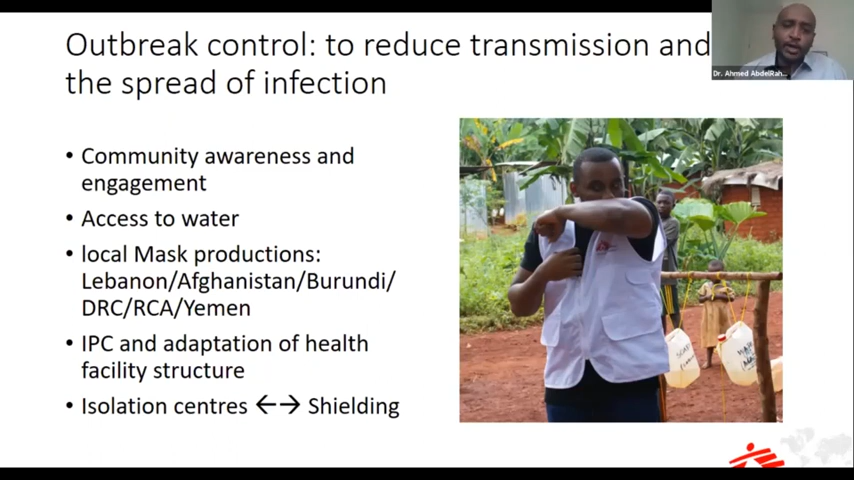 Outbreak control: to reduce transmission and
the spread of infection
Dr. Ahmed AbdelRah...
• Community awareness and
engagement
• Access to water
• local Mask productions:
Lebanon/Afghanistan/Burundi/
DRC/RCA/Yemen
• IPC and adaptation of health
facility structure
• Isolation centres ←→ Shielding